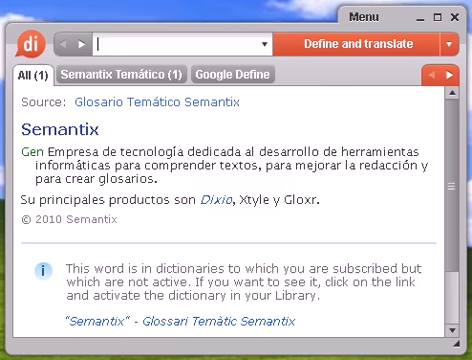 Menu
di
Define and translate
All (1)
Semantix Temático (1)
Google Define
Source: Glosario Temático Semantix
Semantix
Gen Empresa de tecnología dedicada al desarrollo de herramientas
informáticas para comprender textos, para mejorar la redacción y
para crear glosarios.
Su principales productos son Dixio, Xtyle y Gloxr.
© 2010 Semantix
i
This word is in dictionaries to which you are subscribed but
which are not active. If you want to see it, click on the link
and activate the dictionary in your Library.
"Semantix" - Glossari Temàtic Semantix